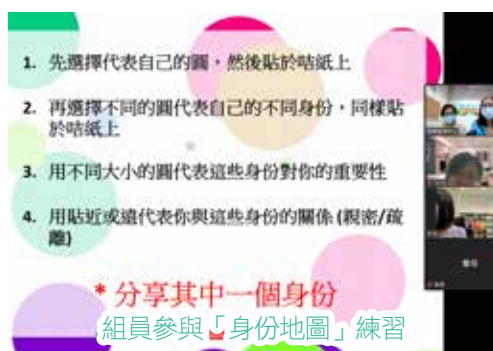 1. 先選擇代表自己的圓，然後貼於咭紙上
2. 再選擇不同的圓代表自己的不同身份，同樣貼
於咭紙上
3. 用不同大小的圓代表這些身份對你的重要性
4. 用貼近或遠代表你與這些身份的關係 (親密/疏
離)
* 分享其中一個身份
組員參與「身份地圖」練習